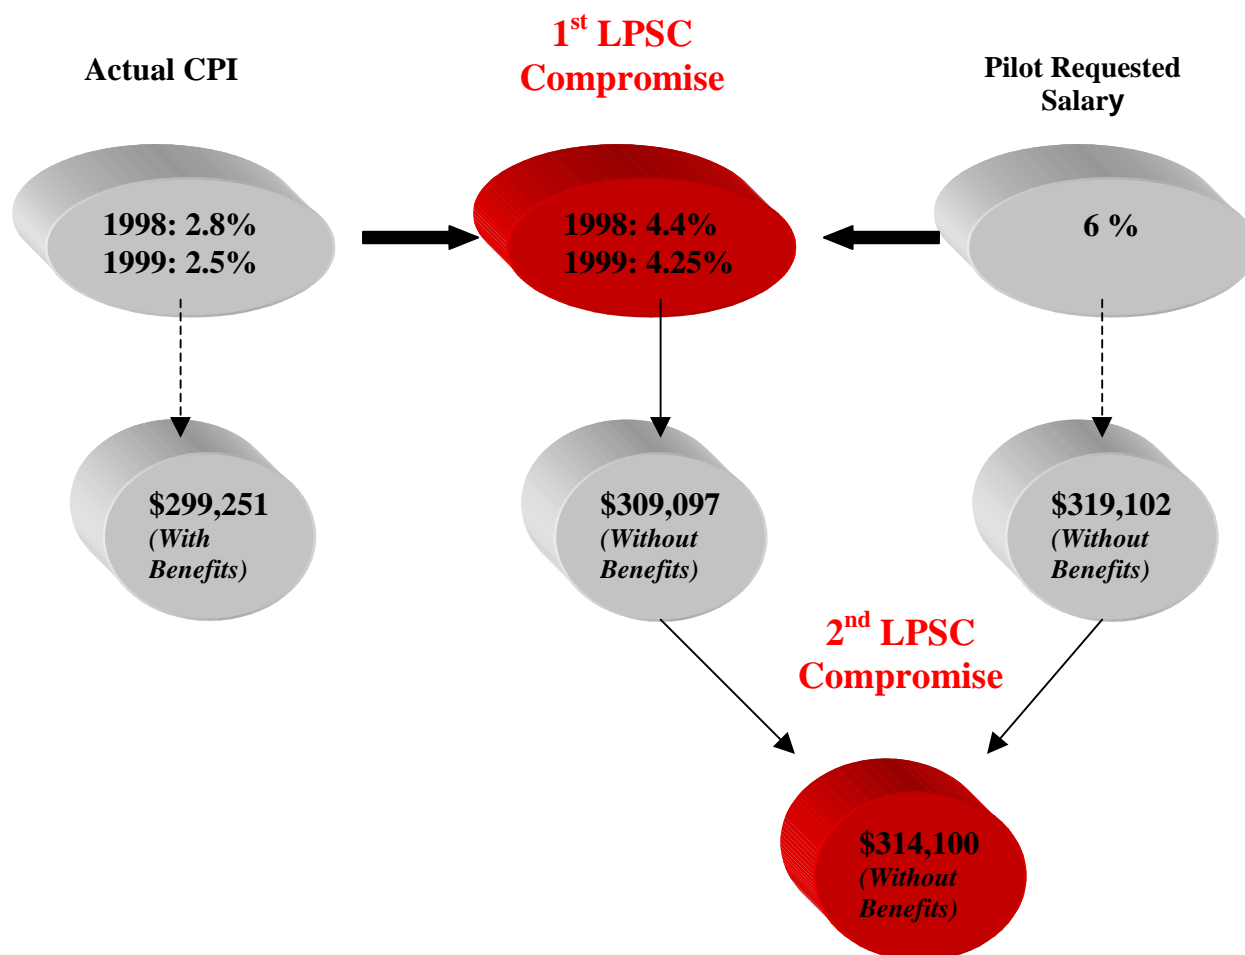 Actual CPI
1st LPSC
Compromise
Pilot Requested
Salary
1998: 2.8%
1999: 2.5%
1998: 4.4%
1999: 4.25%
6 %
$299,251
(With
Benefits)
$309,097
(Without
Benefits)
$319,102
(Without
Benefits)
2nd LPSC
Compromise
$314,100
(Without
Benefits)